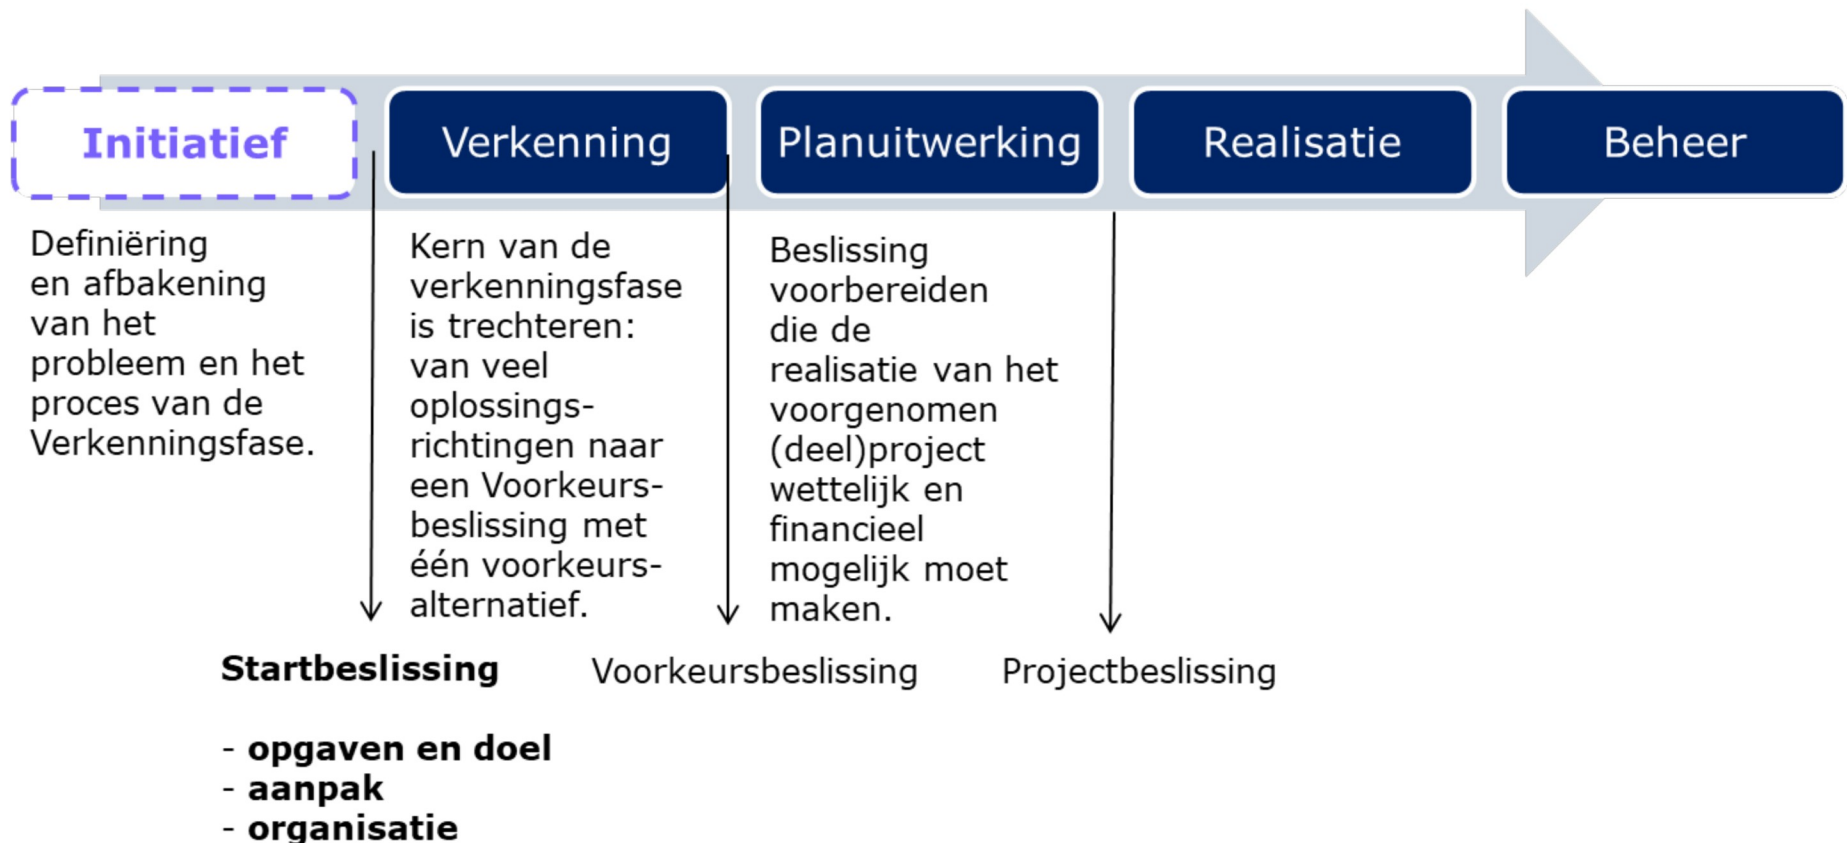 Initiatief
Verkenning
Planuitwerking
Realisatie
Beheer
Definiëring
en afbakening
van het
probleem en het
proces van de
Verkenningsfase.
Kern van de
verkenningsfase
is trechteren:
van veel
oplossings-
richtingen naar
een Voorkeurs-
beslissing met
één voorkeurs-
alternatief.
Beslissing
voorbereiden
die de
realisatie van het
voorgenomen
(deel)project
wettelijk en
financieel
mogelijk moet
maken.
Startbeslissing
Voorkeursbeslissing
Projectbeslissing
- opgaven en doel
- aanpak
- organisatie